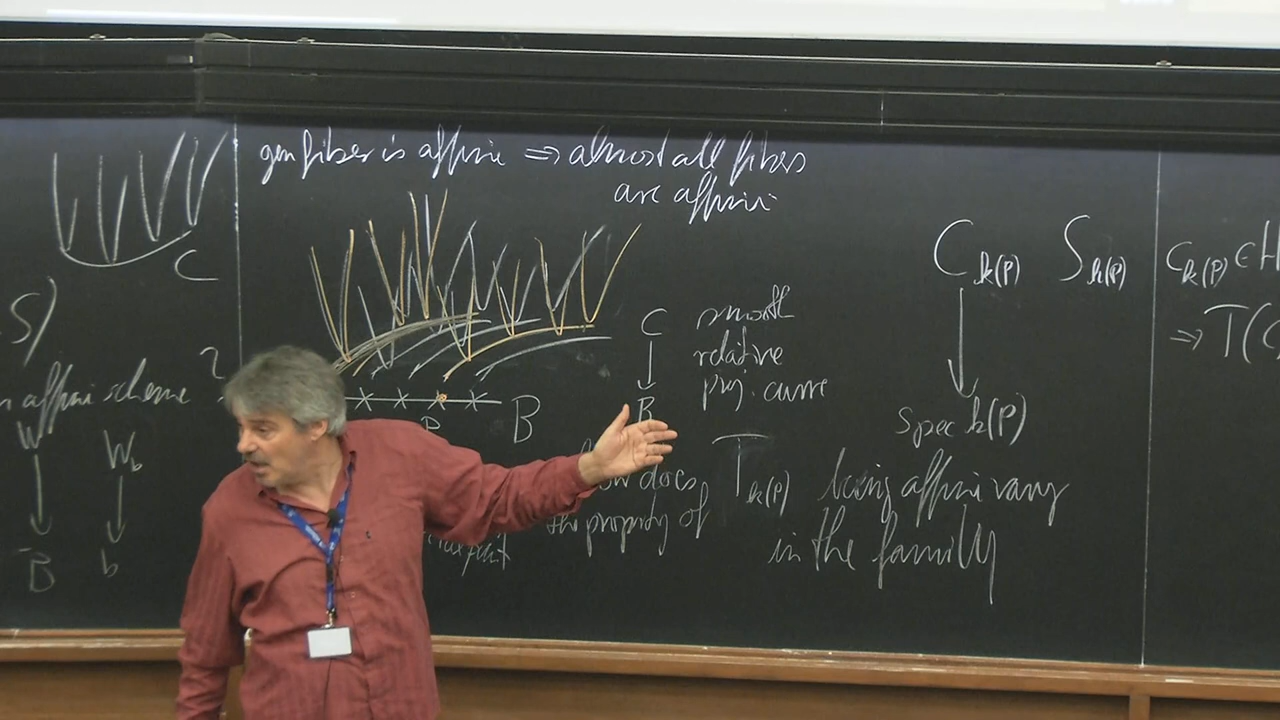 gen fiber is affine ⇒ almost all fibers
are affine
C
S)
affine scheme ?
W
W_b
B
b
B
P
C smooth
relative
proj. curve
B
does
the property of
T_{k(P)} being affine vary
in the family
C_{k(P)} S_{k(P)}
Spec k(P)
C_{k(P)} ∈ H
⇒ T(C